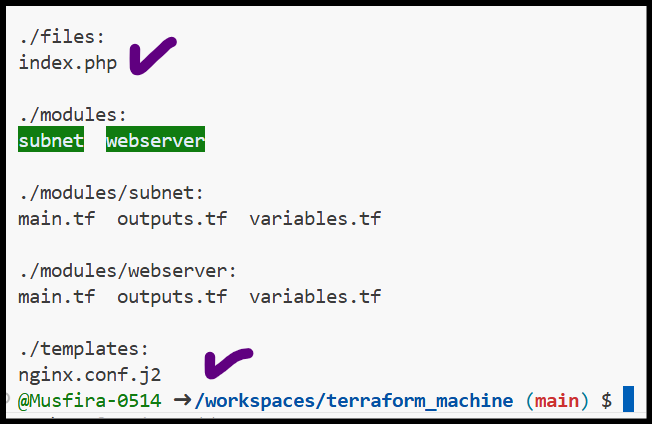 ./files:
index.php
./modules:
subnet  webserver
./modules/subnet:
main.tf  outputs.tf  variables.tf
./modules/webserver:
main.tf  outputs.tf  variables.tf
./templates:
nginx.conf.j2
@Musfira-0514 ➜/workspaces/terraform_machine (main) $